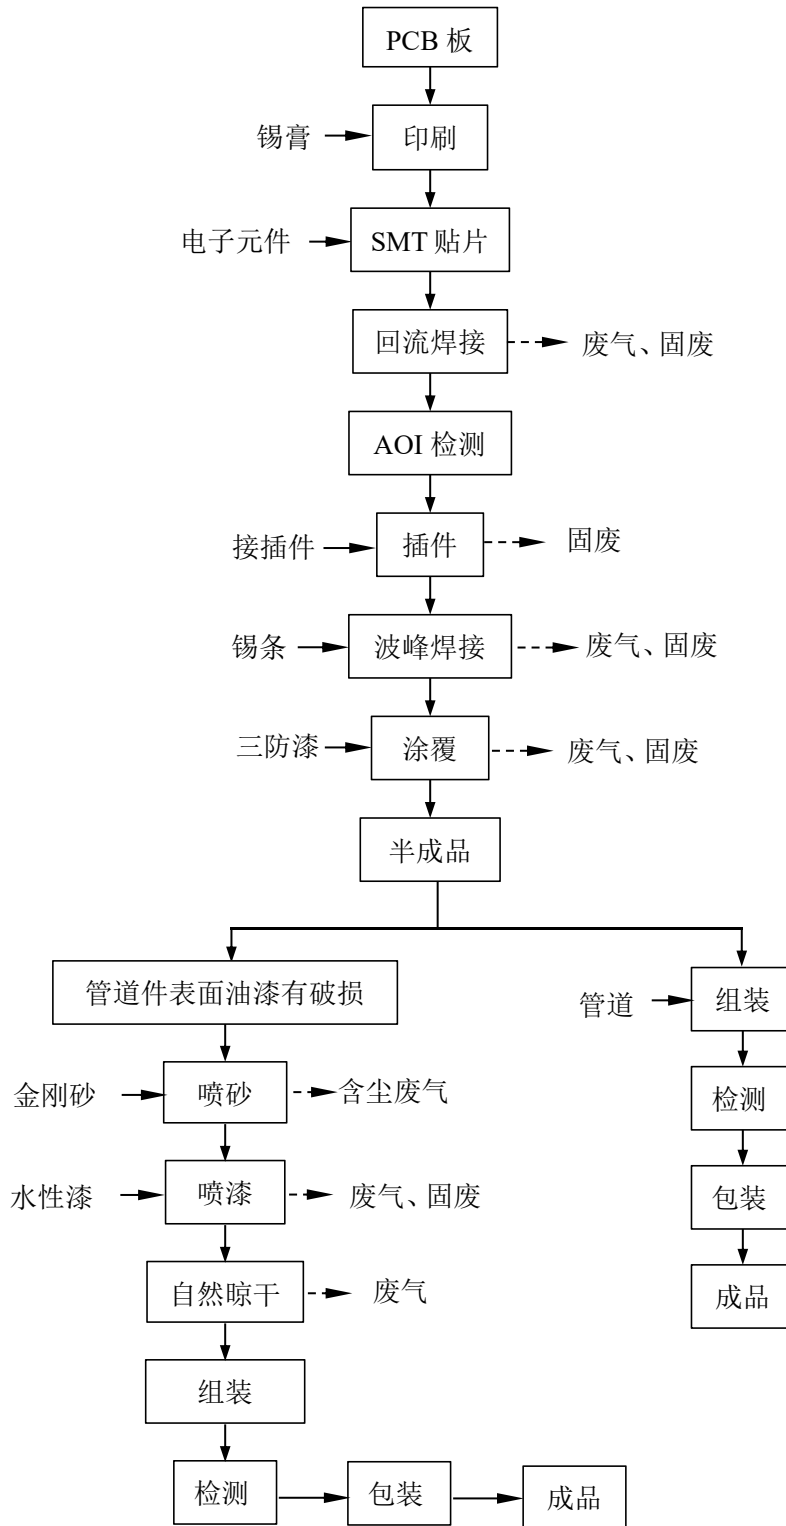 PCB 板
锡膏
印刷
电子元件
SMT 贴片
回流焊接
废气、固废
AOI 检测
接插件
插件
固废
锡条
波峰焊接
废气、固废
三防漆
涂覆
废气、固废
半成品
管道件表面油漆有破损
管道
组装
金刚砂
喷砂
含尘废气
检测
水性漆
喷漆
废气、固废
包装
自然晾干
废气
成品
组装
检测
包装
成品